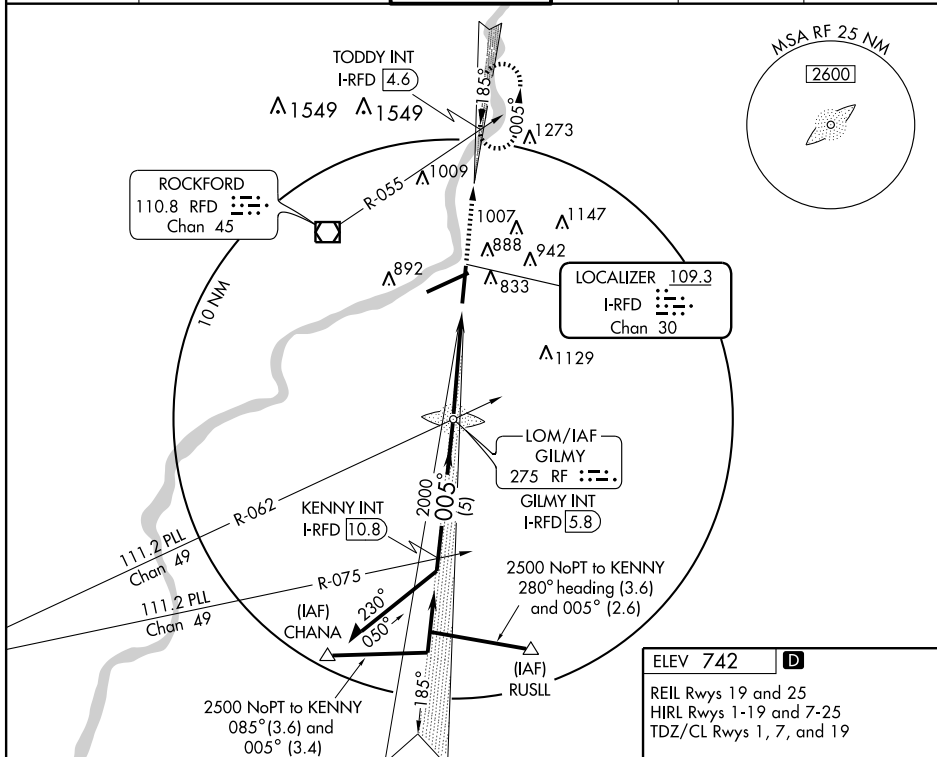 TODDY INT
I-RFD 4.6
1549
1549
185°
005°
1273
MSA RF 25 NM
2600
ROCKFORD
110.8 RFD
Chan 45
R-055
1009
1007
1147
888
942
892
833
10 NM
LOCALIZER 109.3
I-RFD
Chan 30
1129
LOM/IAF
GILMY
275 RF
GILMY INT
I-RFD 5.8
2000
005°
(5)
KENNY INT
I-RFD 10.8
R-062
111.2 PLL
Chan 49
R-075
111.2 PLL
Chan 49
2500 NoPT to KENNY
280° heading (3.6)
and 005° (2.6)
230°
050°
(IAF)
CHANA
(IAF)
RUSLL
185°
2500 NoPT to KENNY
085° (3.6) and
005° (3.4)
ELEV 742 D
REIL Rwys 19 and 25
HIRL Rwys 1-19 and 7-25
TDZ/CL Rwys 1, 7, and 19